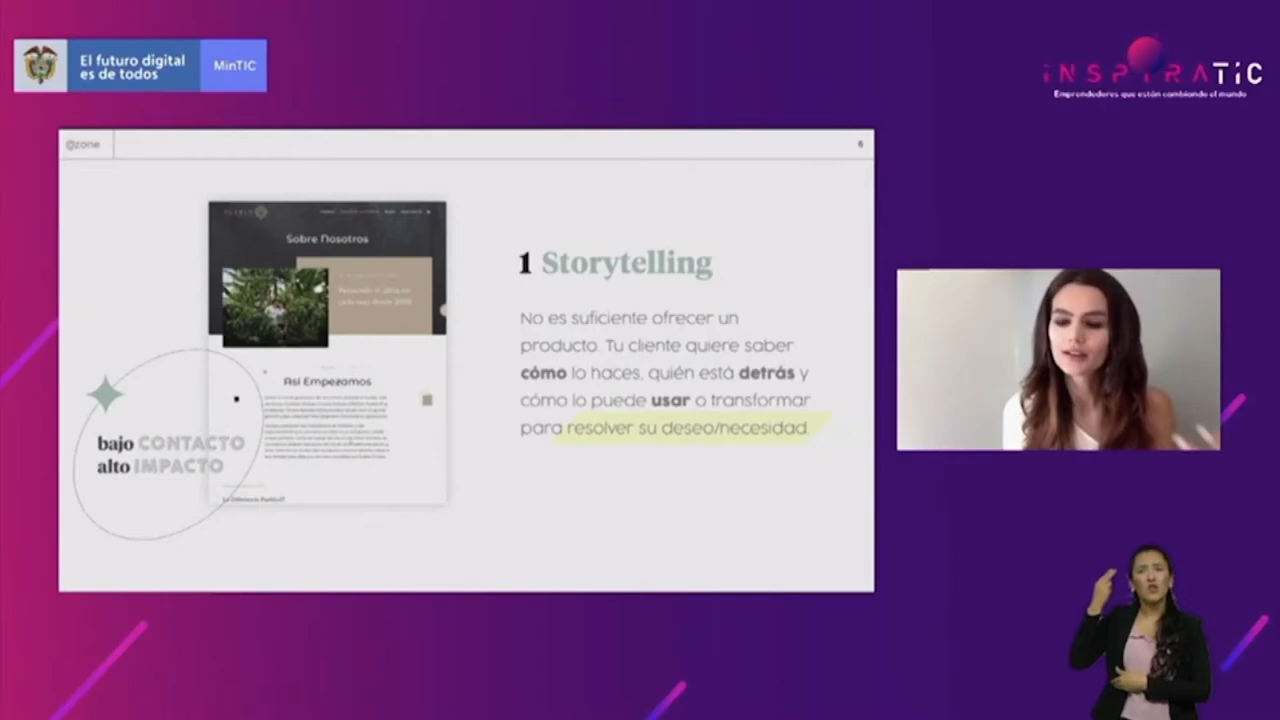 El futuro digital
es de todos
MinTIC
INSPIRATIC
Emprendedores que están cambiando el mundo
@zone
6
Sobre Nosotros
Así Empezamos
bajo CONTACTO
alto IMPACTO
1 Storytelling
No es suficiente ofrecer un
producto. Tu cliente quiere saber
cómo lo haces, quién está detrás y
cómo lo puede usar o transformar
para resolver su deseo/necesidad.